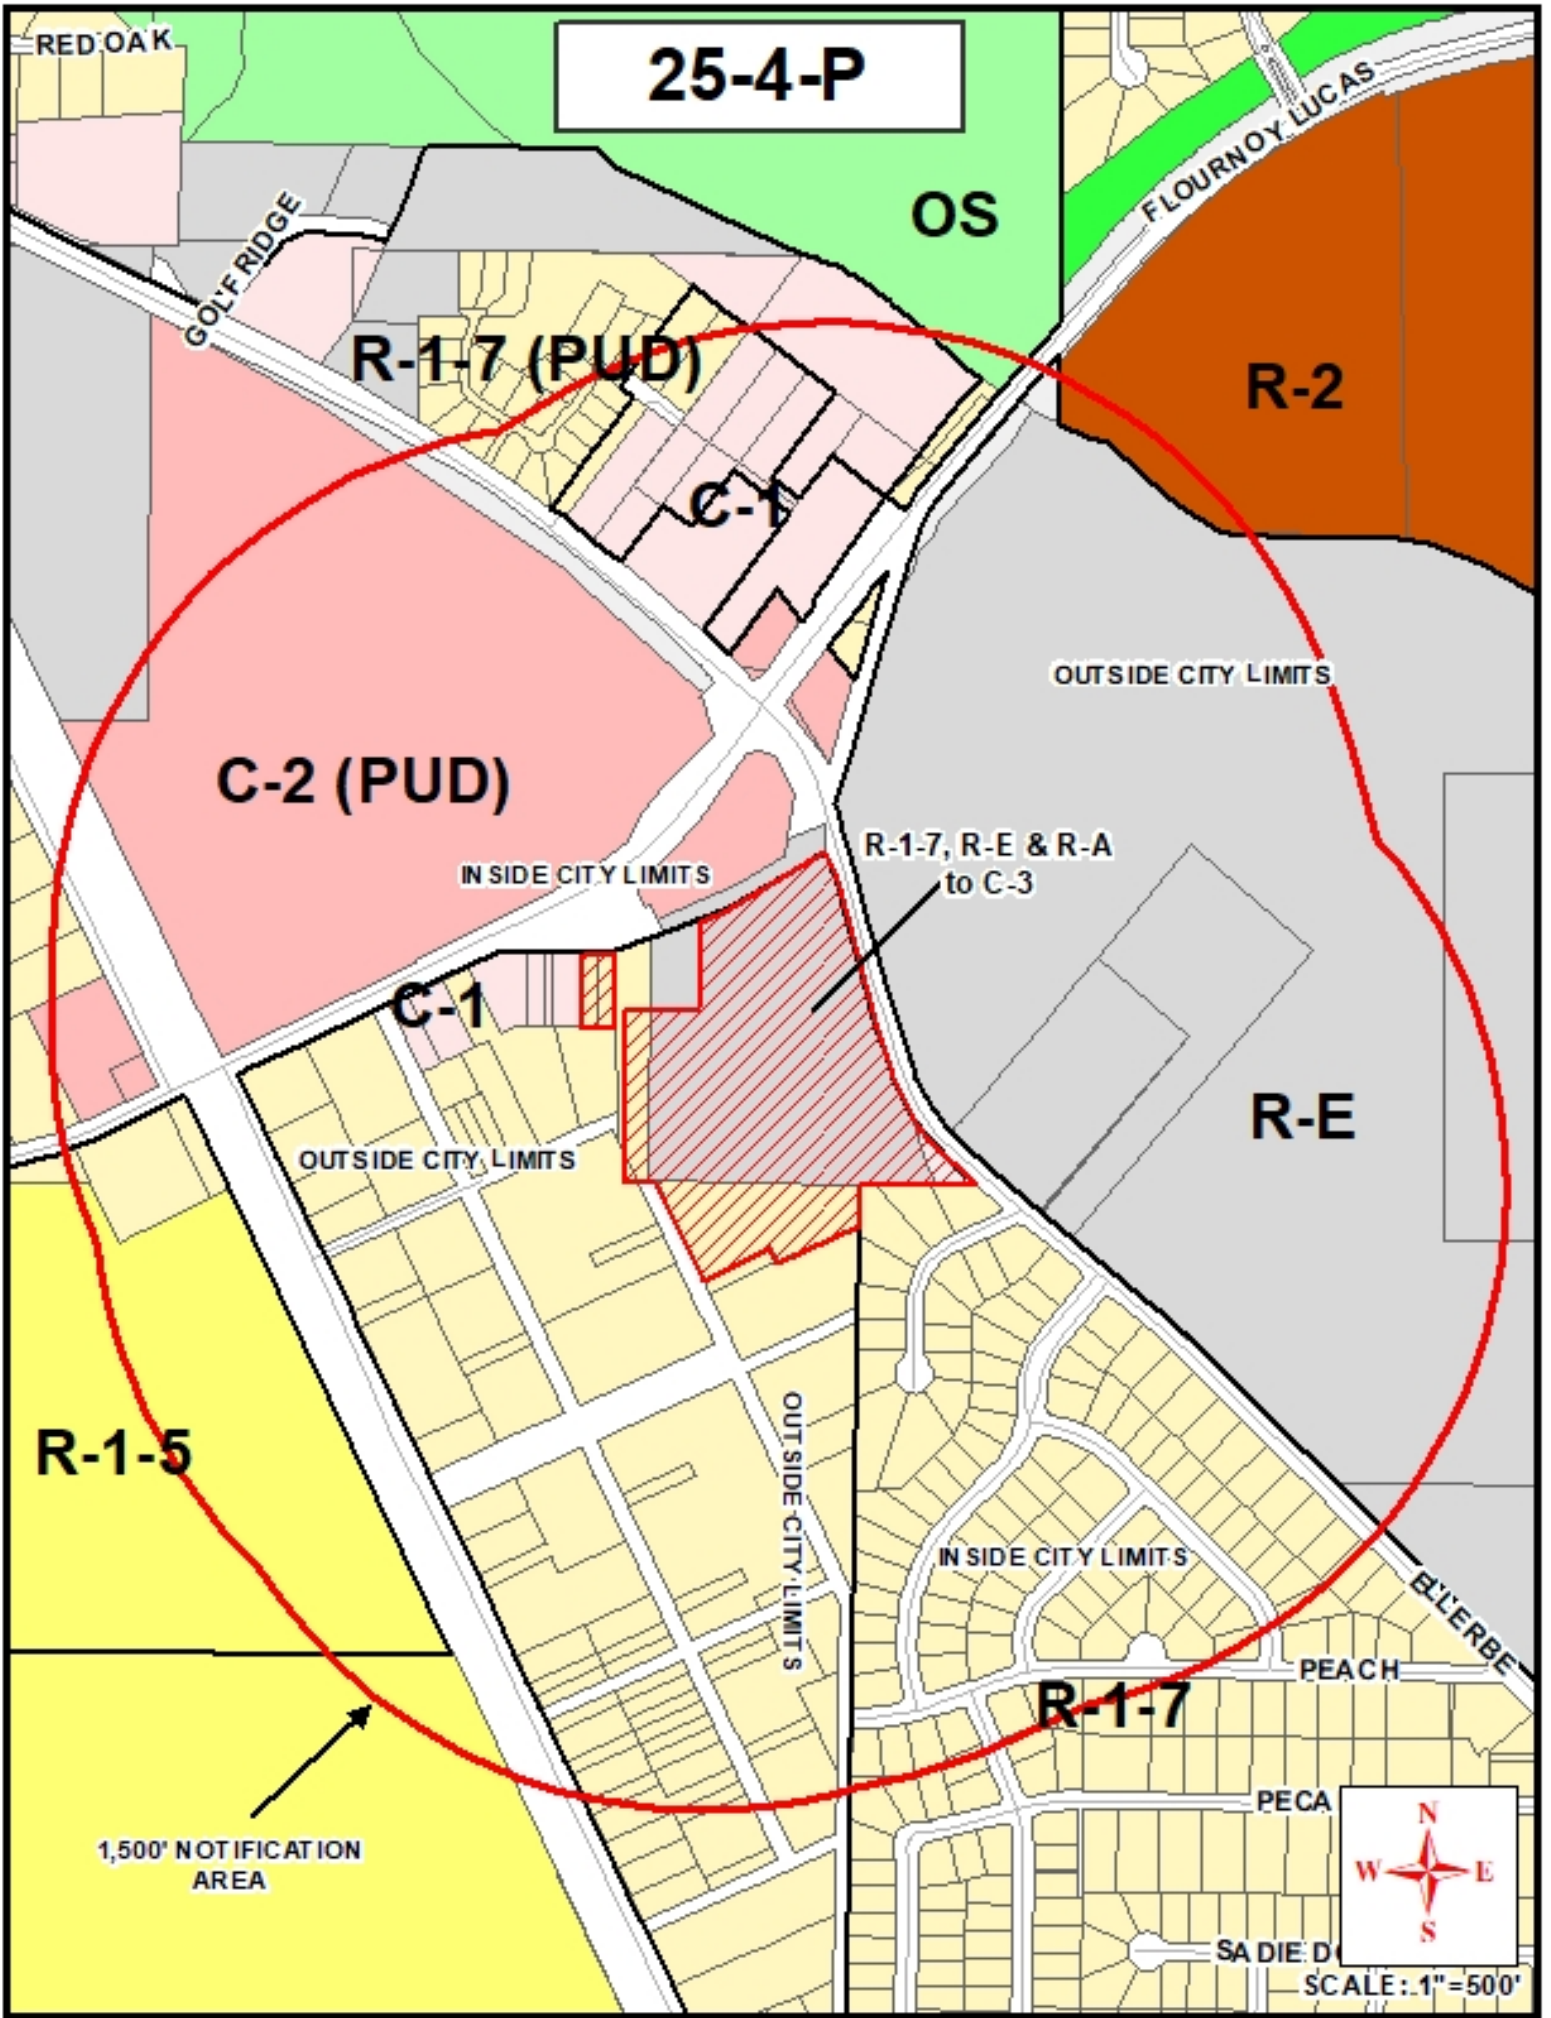 RED OAK
25-4-P
FLOURNOY LUCAS
OS
GOLF RIDGE
R-1-7 (PUD)
R-2
C-1
OUTSIDE CITY LIMITS
C-2 (PUD)
R-1-7, R-E & R-A
to C-3
INSIDE CITY LIMITS
C-1
R-E
OUTSIDE CITY LIMITS
OUTSIDE CITY LIMITS
R-1-5
INSIDE CITY LIMITS
ELLERBE
PEACH
R-1-7
PECA
1,500' NOTIFICATION
AREA
N
W E
S
SADIE D
SCALE: 1"=500'